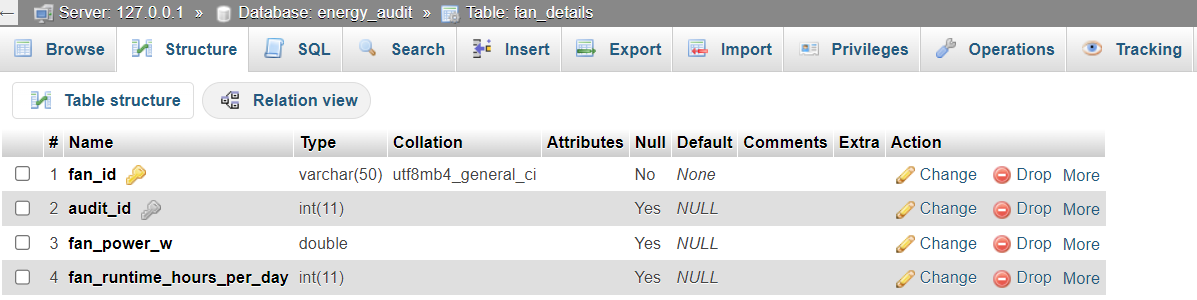 Server: 127.0.0.1 » Database: energy_audit » Table: fan_details
Browse Structure SQL Search Insert Export Import Privileges Operations Tracking
Table structure Relation view
# Name Type Collation Attributes Null Default Comments Extra Action
1 fan_id varchar(50) utf8mb4_general_ci No None Change Drop More
2 audit_id int(11) Yes NULL Change Drop More
3 fan_power_w double Yes NULL Change Drop More
4 fan_runtime_hours_per_day int(11) Yes NULL Change Drop More